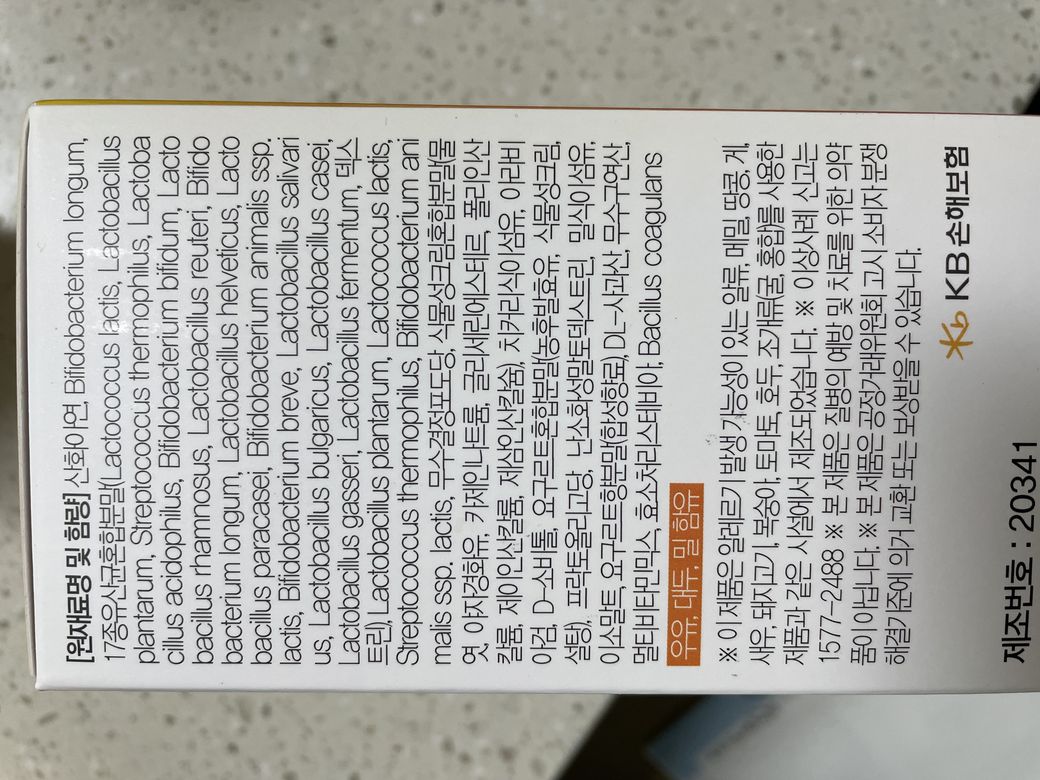 [원재료명 및 함량] 산화아연, Bifidobacterium longum,
17종유산균혼합분말(Lactococcus lactis, Lactobacillus
plantarum, Streptococcus thermophilus, Lactoba
cillus acidophilus, Bifidobacterium bifidum, Lacto
bacillus rhamnosus, Lactobacillus reuteri, Bifido
bacterium longum, Lactobacillus helveticus, Lacto
bacillus paracasei, Bifidobacterium animalis ssp.
lactis, Bifidobacterium breve, Lactobacillus salivari
us, Lactobacillus bulgaricus, Lactobacillus casei,
Lactobacillus gasseri, Lactobacillus fermentum, 덱스
트린) Lactobacillus plantarum, Lactococcus lactis,
Streptococcus thermophilus, Bifidobacterium ani
malis ssp. lactis, 무수결정포도당 식물성크림혼합분말(물
엿, 야자경화유, 카제인나트륨, 글리세린에스테르, 폴리인산
칼륨, 제이인산칼륨, 제삼인산칼슘), 치커리식이섬유, 아라비
아검, D-소비톨, 요구르트혼합분말(농후발효유, 식물성크림,
설탕), 프락토올리고당, 난소화성말토덱스트린, 밀식이섬유,
이소말트, 요구르트향분말(합성향료), DL-사과산, 무수구연산,
멀티비타민믹스, 효소처리스테비아, Bacillus coagulans
우유, 대두, 밀 함유
※ 이 제품은 알레르기 발생 가능성이 있는 알류, 메밀, 땅콩, 게,
새우, 돼지고기, 복숭아, 토마토, 호두, 조개류(굴, 홍합)를 사용한
제품과 같은 시설에서 제조되었습니다. ※ 이상사례 신고는
1577-2488 ※ 본 제품은 질병의 예방 및 치료를 위한 의약
품이 아닙니다. ※ 본 제품은 공정거래위원회 고시 소비자분쟁
해결기준에 의거 교환 또는 보상받을 수 있습니다.
KB손해보험
제조번호 : 20341